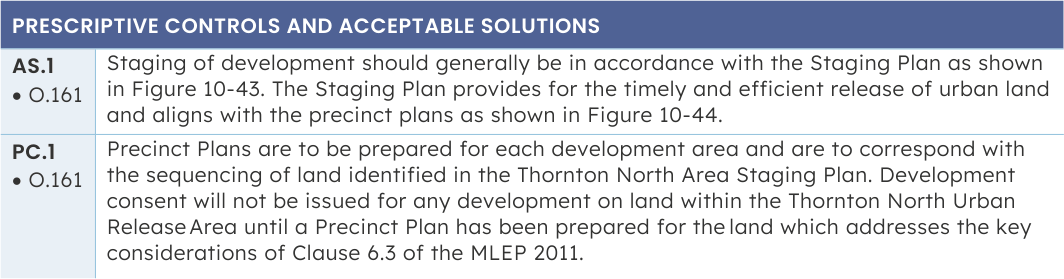 PRESCRIPTIVE CONTROLS AND ACCEPTABLE SOLUTIONS
AS.1
• O.161
Staging of development should generally be in accordance with the Staging Plan as shown
in Figure 10-43. The Staging Plan provides for the timely and efficient release of urban land
and aligns with the precinct plans as shown in Figure 10-44.
PC.1
• O.161
Precinct Plans are to be prepared for each development area and are to correspond with
the sequencing of land identified in the Thornton North Area Staging Plan. Development
consent will not be issued for any development on land within the Thornton North Urban
Release Area until a Precinct Plan has been prepared for the land which addresses the key
considerations of Clause 6.3 of the MLEP 2011.